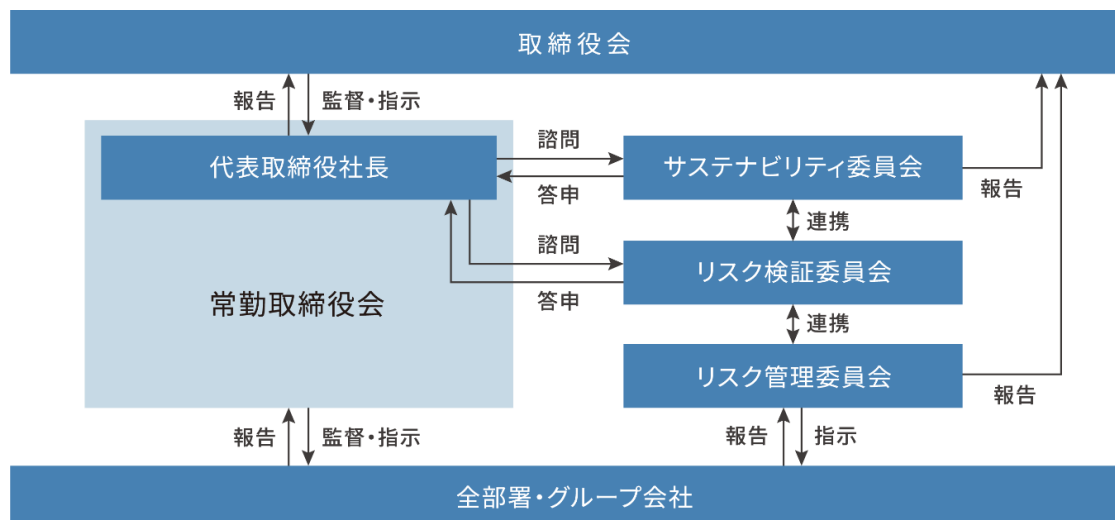 取締役会
報告
監督・指示
代表取締役社長
諮問
サステナビリティ委員会
答申
報告
連携
諮問
リスク検証委員会
常勤取締役会
答申
連携
リスク管理委員会
報告
報告
監督・指示
報告
指示
全部署・グループ会社